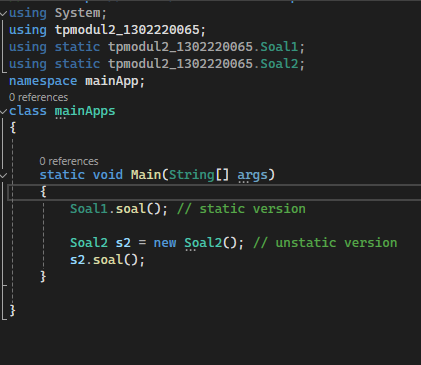 using System;
using tpmodul2_1302220065;
using static tpmodul2_1302220065.Soal1;
using static tpmodul2_1302220065.Soal2;
namespace mainApp;
0 references
class mainApps
{
0 references
static void Main(String[] args)
{
Soal1.soal(); // static version
Soal2 s2 = new Soal2(); // unstatic version
s2.soal();
}
}